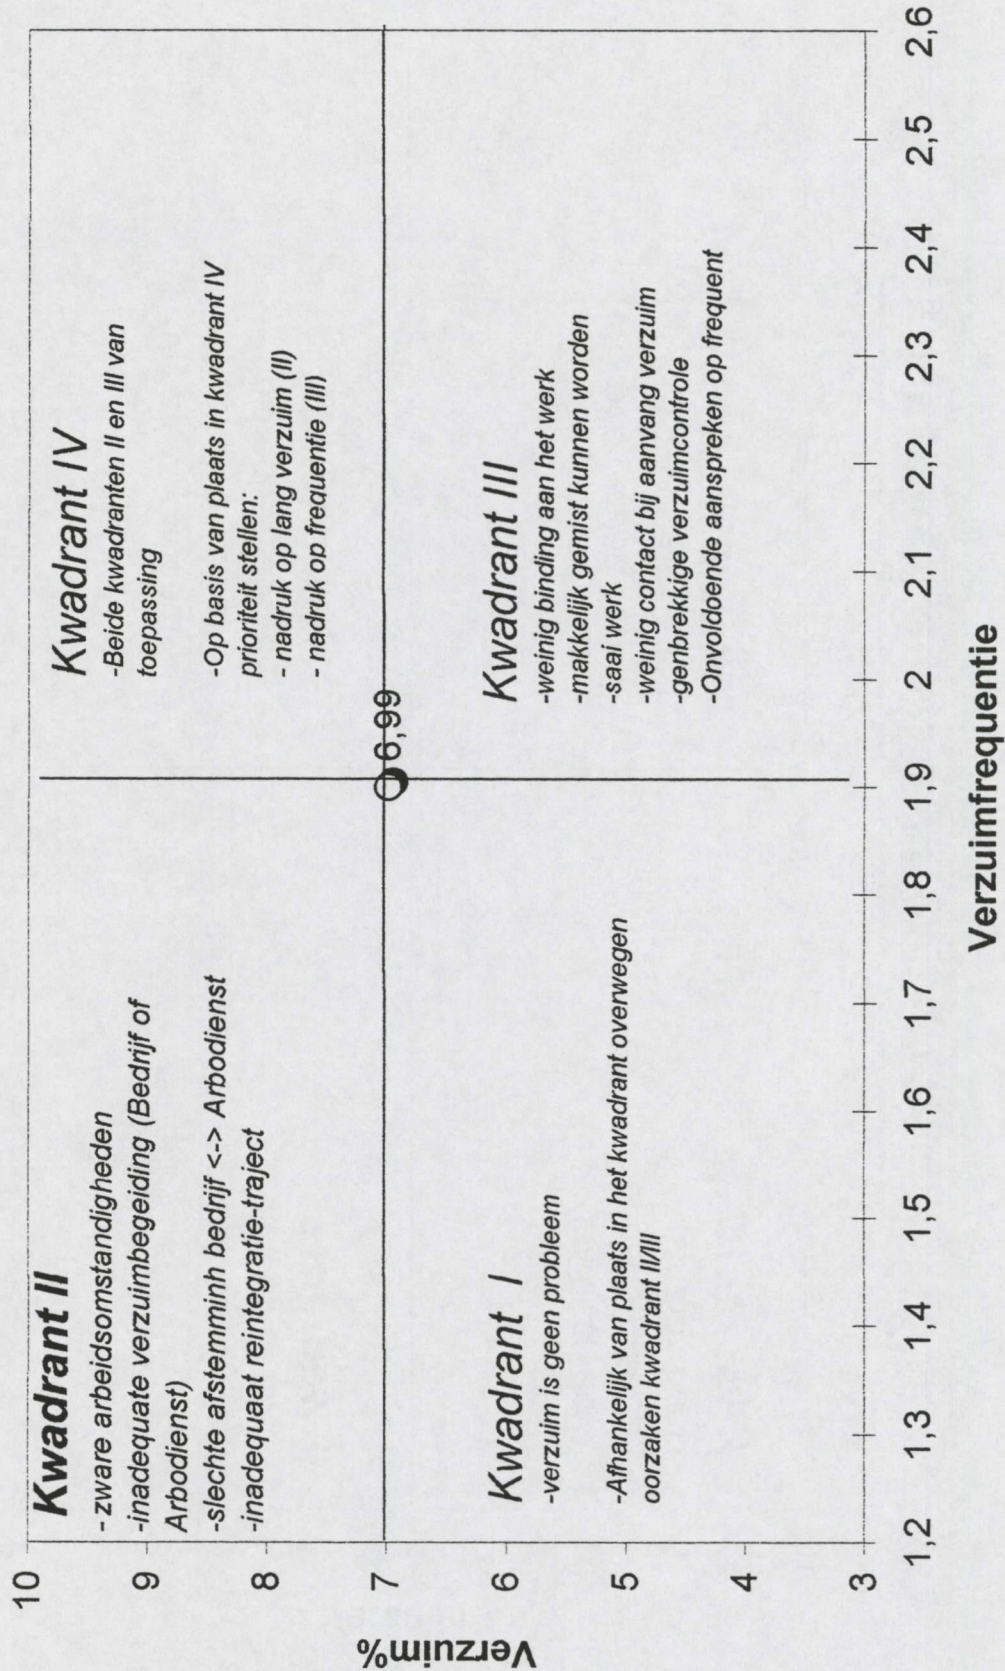 Kwadrant II
- zware arbeidsomstandigheden
-inadequate verzuimbegeiding (Bedrijf of
Arbodienst)
-slechte afstemminh bedrijf <-> Arbodienst
-inadequaat reintegratie-traject
Kwadrant IV
-Beide kwadranten II en III van
toepassing
-Op basis van plaats in kwadrant IV
prioriteit stellen:
- nadruk op lang verzuim (II)
- nadruk op frequentie (III)
6,99
Kwadrant I
-verzuim is geen probleem
-Afhankelijk van plaats in het kwadrant overwegen
oorzaken kwadrant II/III
Kwadrant III
-weinig binding aan het werk
-makkelijk gemist kunnen worden
-saai werk
-weinig contact bij aanvang verzuim
-genbrekkige verzuimcontrole
-Onvoldoende aanspreken op frequent
Verzuim%
10
9
8
7
6
5
4
3
1,2 1,3 1,4 1,5 1,6 1,7 1,8 1,9 2 2,1 2,2 2,3 2,4 2,5 2,6
Verzuimfrequentie